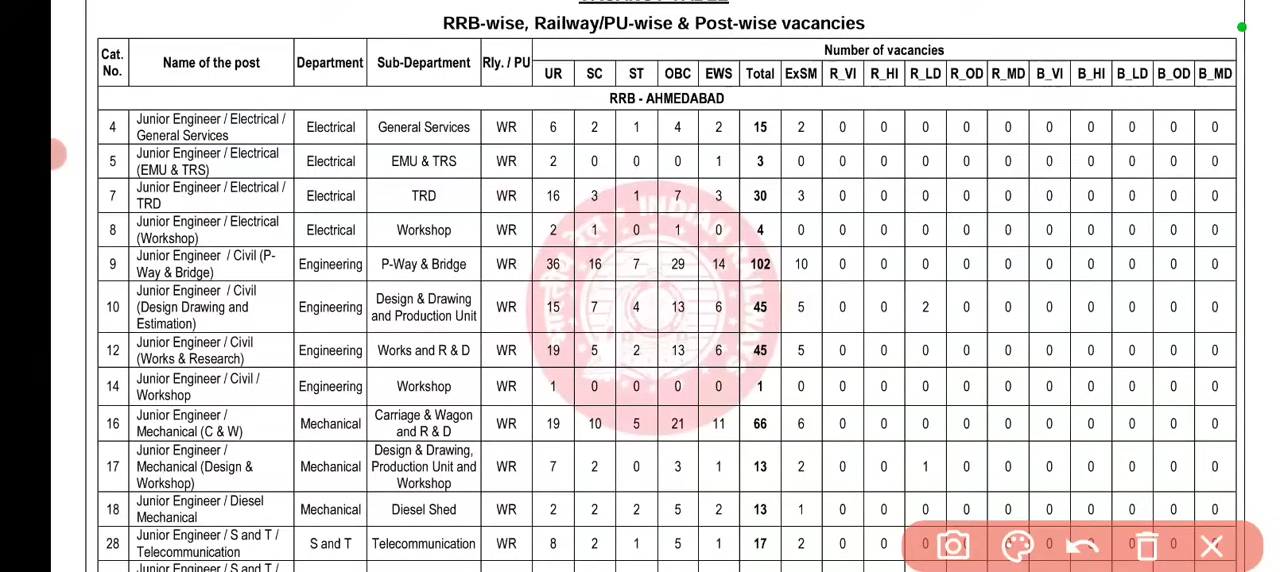 RRB-wise, Railway/PU-wise & Post-wise vacancies
Cat. No. Name of the post Department Sub-Department Rly. / PU Number of vacancies
UR SC ST OBC EWS Total ExSM R_VI R_HI R_LD R_OD R_MD B_VI B_HI B_LD B_OD B_MD
RRB - AHMEDABAD
4 Junior Engineer / Electrical / General Services Electrical General Services WR 6 2 1 4 2 15 2 0 0 0 0 0 0 0 0 0 0
5 Junior Engineer / Electrical (EMU & TRS) Electrical EMU & TRS WR 2 0 0 0 1 3 0 0 0 0 0 0 0 0 0 0 0
7 Junior Engineer / Electrical / TRD Electrical TRD WR 16 3 1 7 3 30 3 0 0 0 0 0 0 0 0 0 0
8 Junior Engineer / Electrical (Workshop) Electrical Workshop WR 2 1 0 1 0 4 0 0 0 0 0 0 0 0 0 0 0
9 Junior Engineer / Civil (P-Way & Bridge) Engineering P-Way & Bridge WR 36 16 7 29 14 102 10 0 0 0 0 0 0 0 0 0 0
10 Junior Engineer / Civil (Design Drawing and Estimation) Engineering Design & Drawing and Production Unit WR 15 7 4 13 6 45 5 0 0 2 0 0 0 0 0 0 0
12 Junior Engineer / Civil (Works & Research) Engineering Works and R & D WR 19 5 2 13 6 45 5 0 0 0 0 0 0 0 0 0 0
14 Junior Engineer / Civil / Workshop Engineering Workshop WR 1 0 0 0 0 1 0 0 0 0 0 0 0 0 0 0 0
16 Junior Engineer / Mechanical (C & W) Mechanical Carriage & Wagon and R & D WR 19 10 5 21 11 66 6 0 0 0 0 0 0 0 0 0 0
17 Junior Engineer / Mechanical (Design & Workshop) Mechanical Design & Drawing, Production Unit and Workshop WR 7 2 0 3 1 13 2 0 0 1 0 0 0 0 0 0 0
18 Junior Engineer / Diesel Mechanical Mechanical Diesel Shed WR 2 2 2 5 2 13 1 0 0 0 0 0 0 0 0 0 0
28 Junior Engineer / S and T / Telecommunication S and T Telecommunication WR 8 2 1 5 1 17 2 0 0 0 0 0 0 0 0
Junior Engineer / S and T /